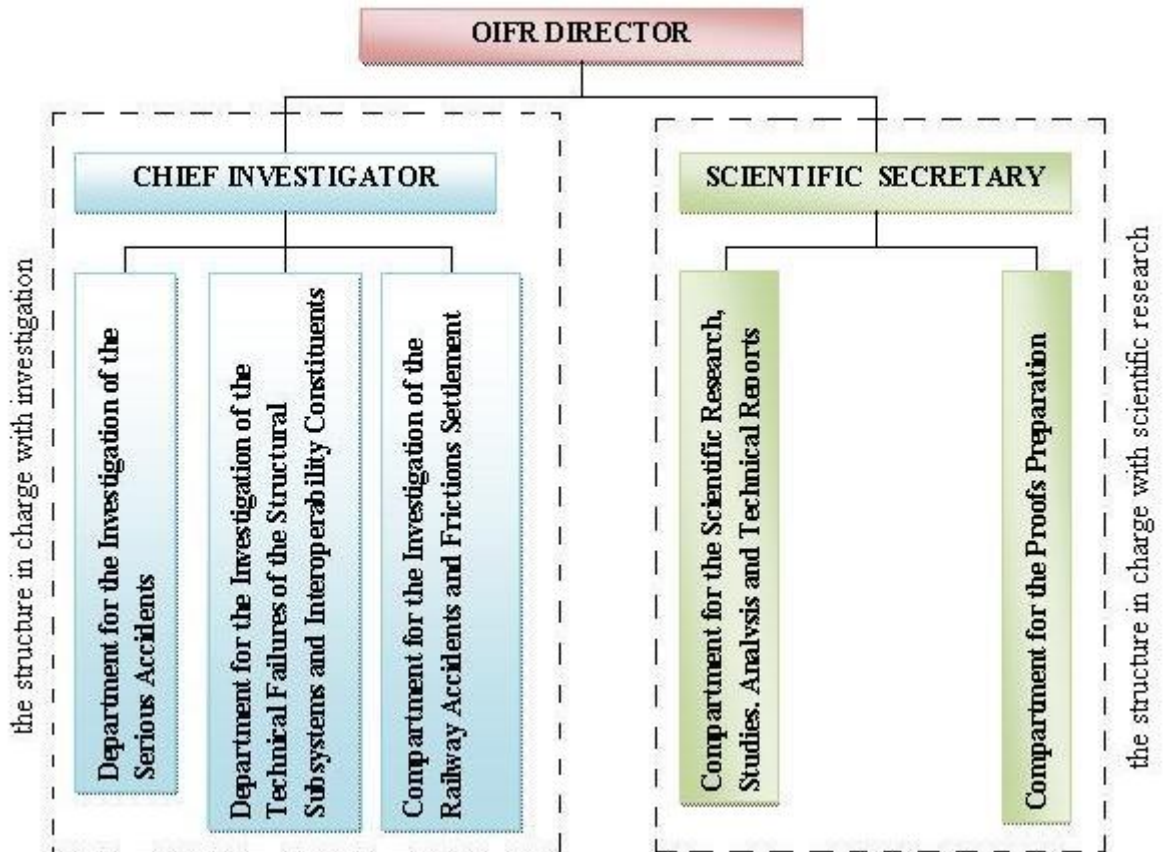 OIFR DIRECTOR
CHIEF INVESTIGATOR
SCIENTIFIC SECRETARY
the structure in charge with investigation
Department for the Investigation of the
Serious Accidents
Department for the Investigation of the
Technical Failures of the Structural
Subsystems and Interoperability Constituents
Compartment for the Investigation of the
Railway Accidents and Frictions Settlement
Compartment for the Scientific Research,
Studies. Analysis and Technical Reports
Compartment for the Proofs Preparation
the structure in charge with scientific research